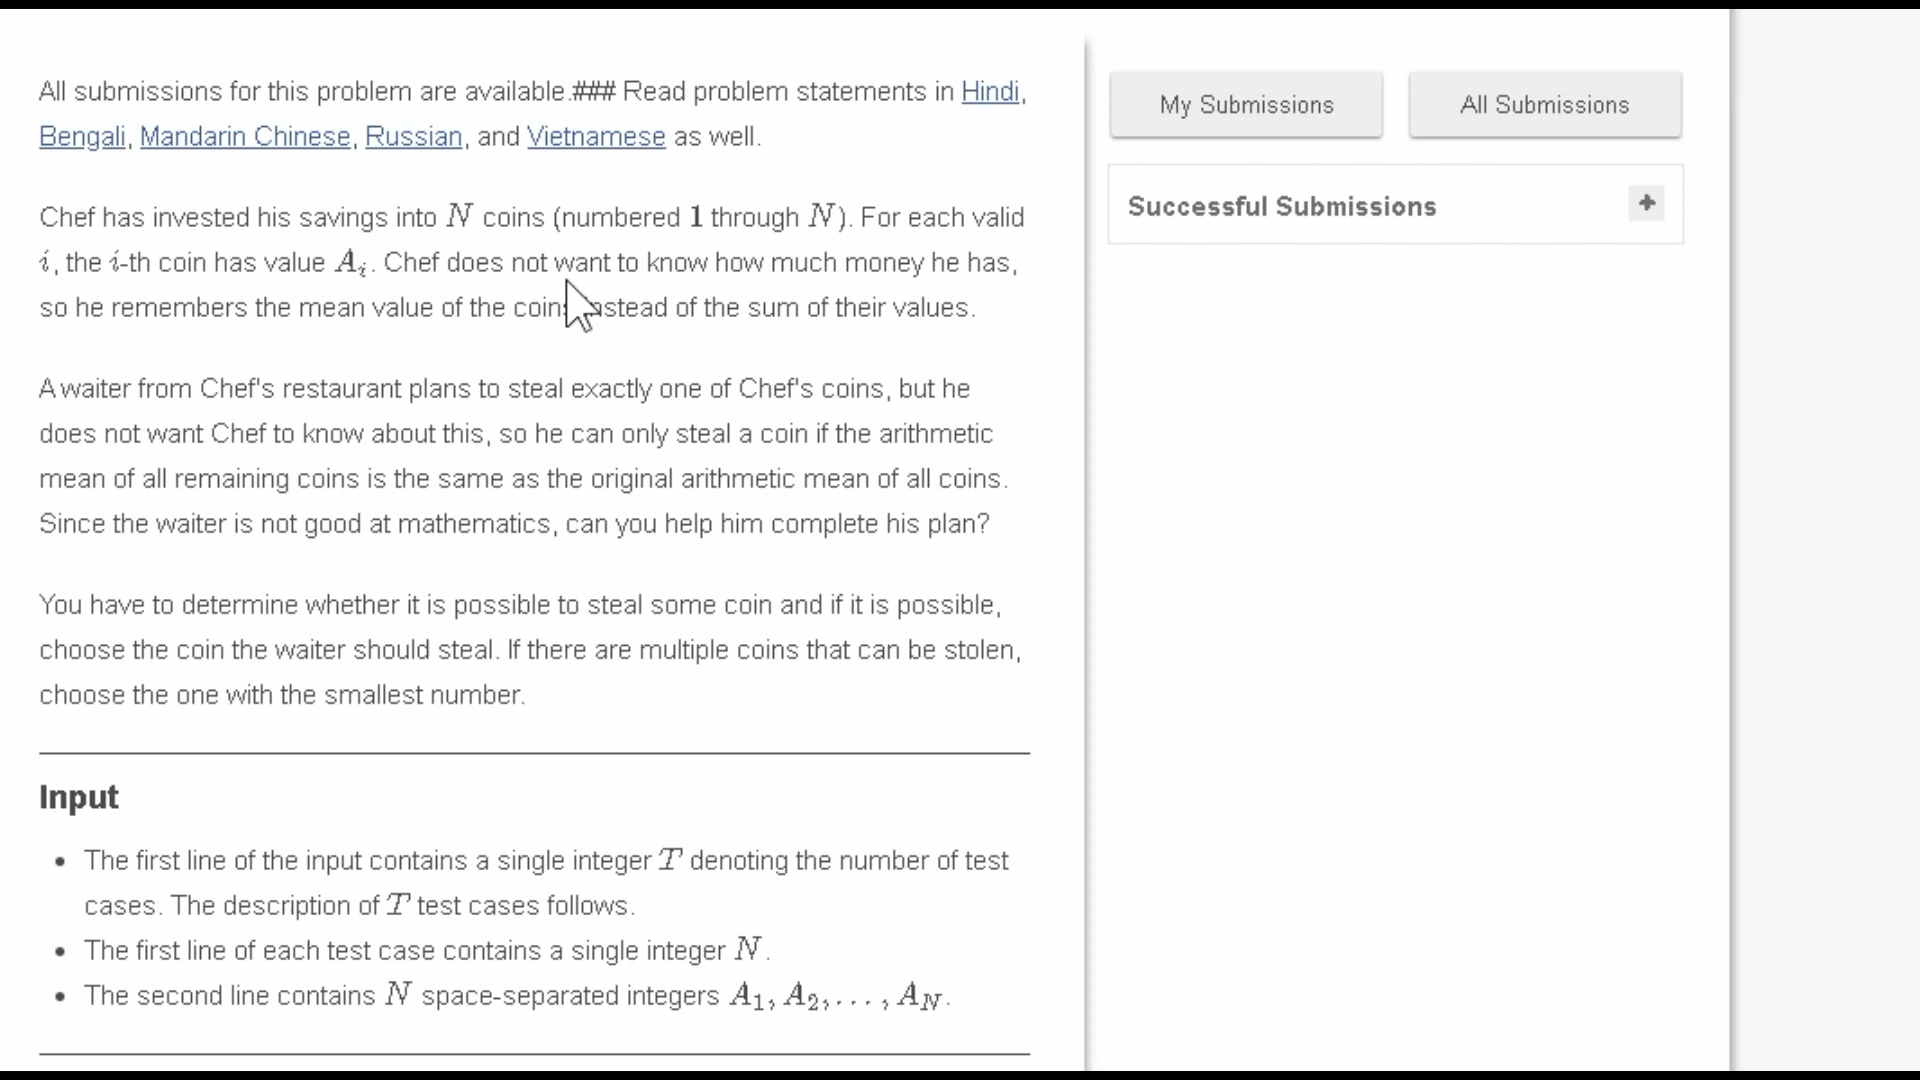 All submissions for this problem are available.### Read problem statements in Hindi,
Bengali, Mandarin Chinese, Russian, and Vietnamese as well.
Chef has invested his savings into N coins (numbered 1 through N). For each valid
i, the i-th coin has value A_i. Chef does not want to know how much money he has,
so he remembers the mean value of the coins instead of the sum of their values.
A waiter from Chef's restaurant plans to steal exactly one of Chef's coins, but he
does not want Chef to know about this, so he can only steal a coin if the arithmetic
mean of all remaining coins is the same as the original arithmetic mean of all coins.
Since the waiter is not good at mathematics, can you help him complete his plan?
You have to determine whether it is possible to steal some coin and if it is possible,
choose the coin the waiter should steal. If there are multiple coins that can be stolen,
choose the one with the smallest number.
Input
• The first line of the input contains a single integer T denoting the number of test
cases. The description of T test cases follows.
• The first line of each test case contains a single integer N.
• The second line contains N space-separated integers A_1, A_2, ..., A_N.
My Submissions
All Submissions
Successful Submissions +